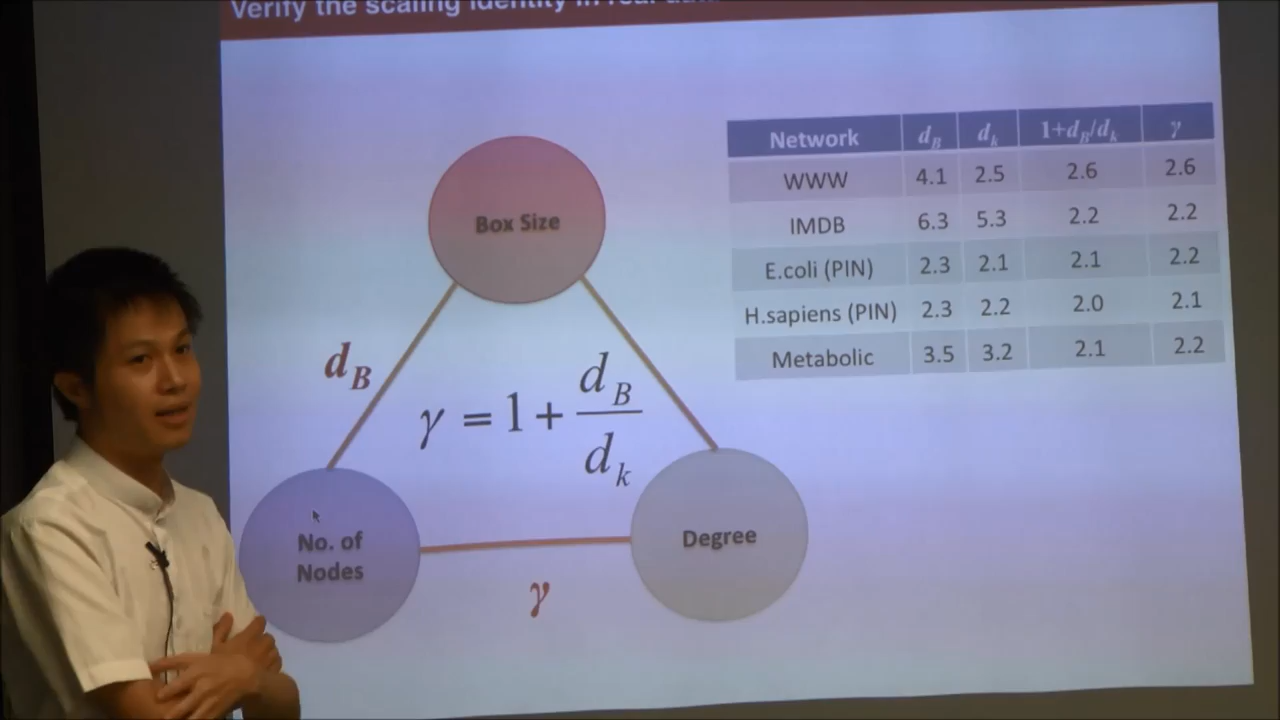 Verify the scaling identity in real
Network d_B d_k 1+d_B/d_k γ
WWW 4.1 2.5 2.6 2.6
IMDB 6.3 5.3 2.2 2.2
E.coli (PIN) 2.3 2.1 2.1 2.2
H.sapiens (PIN) 2.3 2.2 2.0 2.1
Metabolic 3.5 3.2 2.1 2.2
Box Size
d_B
γ = 1 + d_B / d_k
No. of
Nodes
Degree
γ